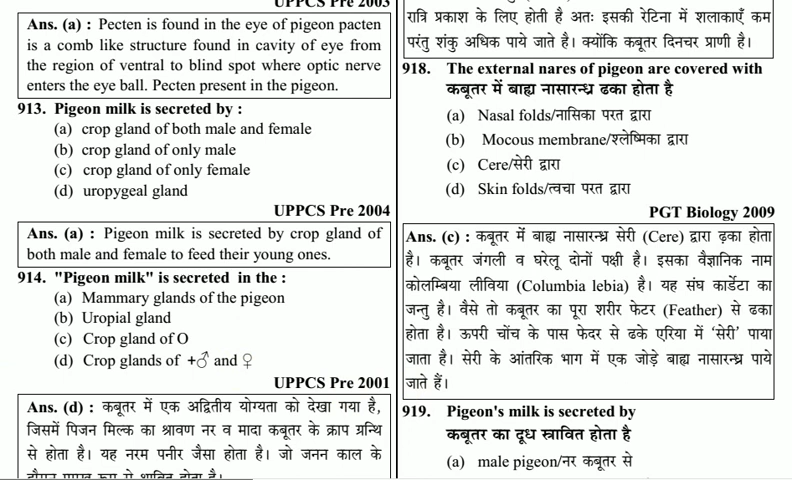 UPPCS Pre 2003
Ans. (a) : Pecten is found in the eye of pigeon pacten
is a comb like structure found in cavity of eye from
the region of ventral to blind spot where optic nerve
enters the eye ball. Pecten present in the pigeon.
913. Pigeon milk is secreted by :
(a) crop gland of both male and female
(b) crop gland of only male
(c) crop gland of only female
(d) uropygeal gland
UPPCS Pre 2004
Ans. (a) : Pigeon milk is secreted by crop gland of
both male and female to feed their young ones.
914. "Pigeon milk" is secreted in the :
(a) Mammary glands of the pigeon
(b) Uropial gland
(c) Crop gland of O
(d) Crop glands of +♂ and ♀
UPPCS Pre 2001
Ans. (d) : कबूतर में एक अद्वितीय योग्यता को देखा गया है,
जिसमें पिजन मिल्क का श्रावण नर व मादा कबूतर के क्राप ग्रन्थि
से होता है। यह नरम पनीर जैसा होता है। जो जनन काल के
रात्रि प्रकाश के लिए होती है अतः इसकी रेटिना में शलाकाएँ कम
परंतु शंकु अधिक पाये जाते है। क्योंकि कबूतर दिनचर प्राणी है।
918. The external nares of pigeon are covered with
कबूतर में बाह्य नासारन्ध्र ढका होता है
(a) Nasal folds/नासिका परत द्वारा
(b) Mocous membrane/श्लेष्मिका द्वारा
(c) Cere/सेरी द्वारा
(d) Skin folds/त्वचा परत द्वारा
PGT Biology 2009
Ans. (c) : कबूतर में बाह्य नासारन्ध्र सेरी (Cere) द्वारा ढ़का होता
है। कबूतर जंगली व घरेलू दोनों पक्षी है। इसका वैज्ञानिक नाम
कोलम्बिया लीविया (Columbia lebia) है। यह संघ कार्डेटा का
जन्तु है। वैसे तो कबूतर का पूरा शरीर फेटर (Feather) से ढका
होता है। ऊपरी चोंच के पास फेदर से ढके एरिया में ‘सेरी’ पाया
जाता है। सेरी के आंतरिक भाग में एक जोड़े बाह्य नासारन्ध्र पाये
जाते हैं।
919. Pigeon's milk is secreted by
कबूतर का दूध स्त्रावित होता है
(a) male pigeon/नर कबूतर से